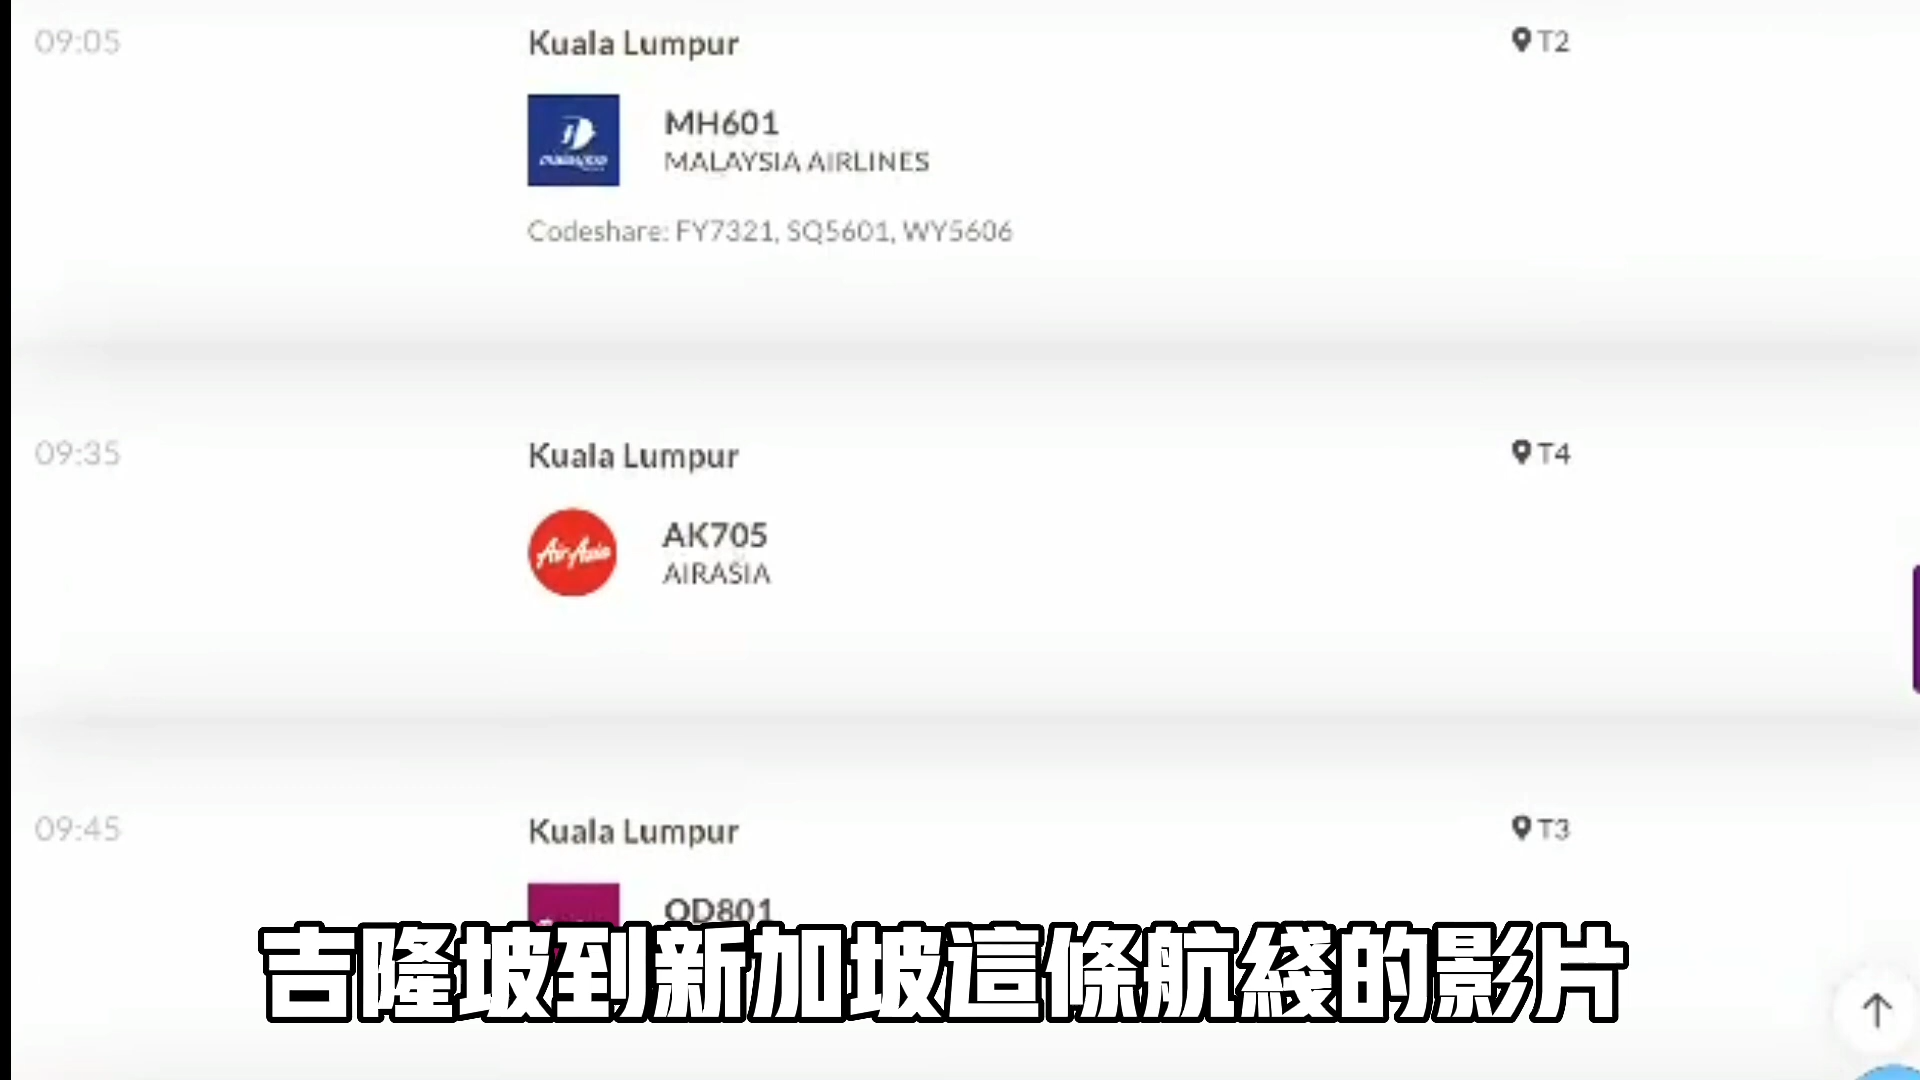 09:05
Kuala Lumpur
T2
malaysia
MH601
MALAYSIA AIRLINES
Codeshare: FY7321, SQ5601, WY5606
09:35
Kuala Lumpur
T4
AirAsia
AK705
AIRASIA
09:45
Kuala Lumpur
T3
OD801
吉隆坡到新加坡這條航綫的影片